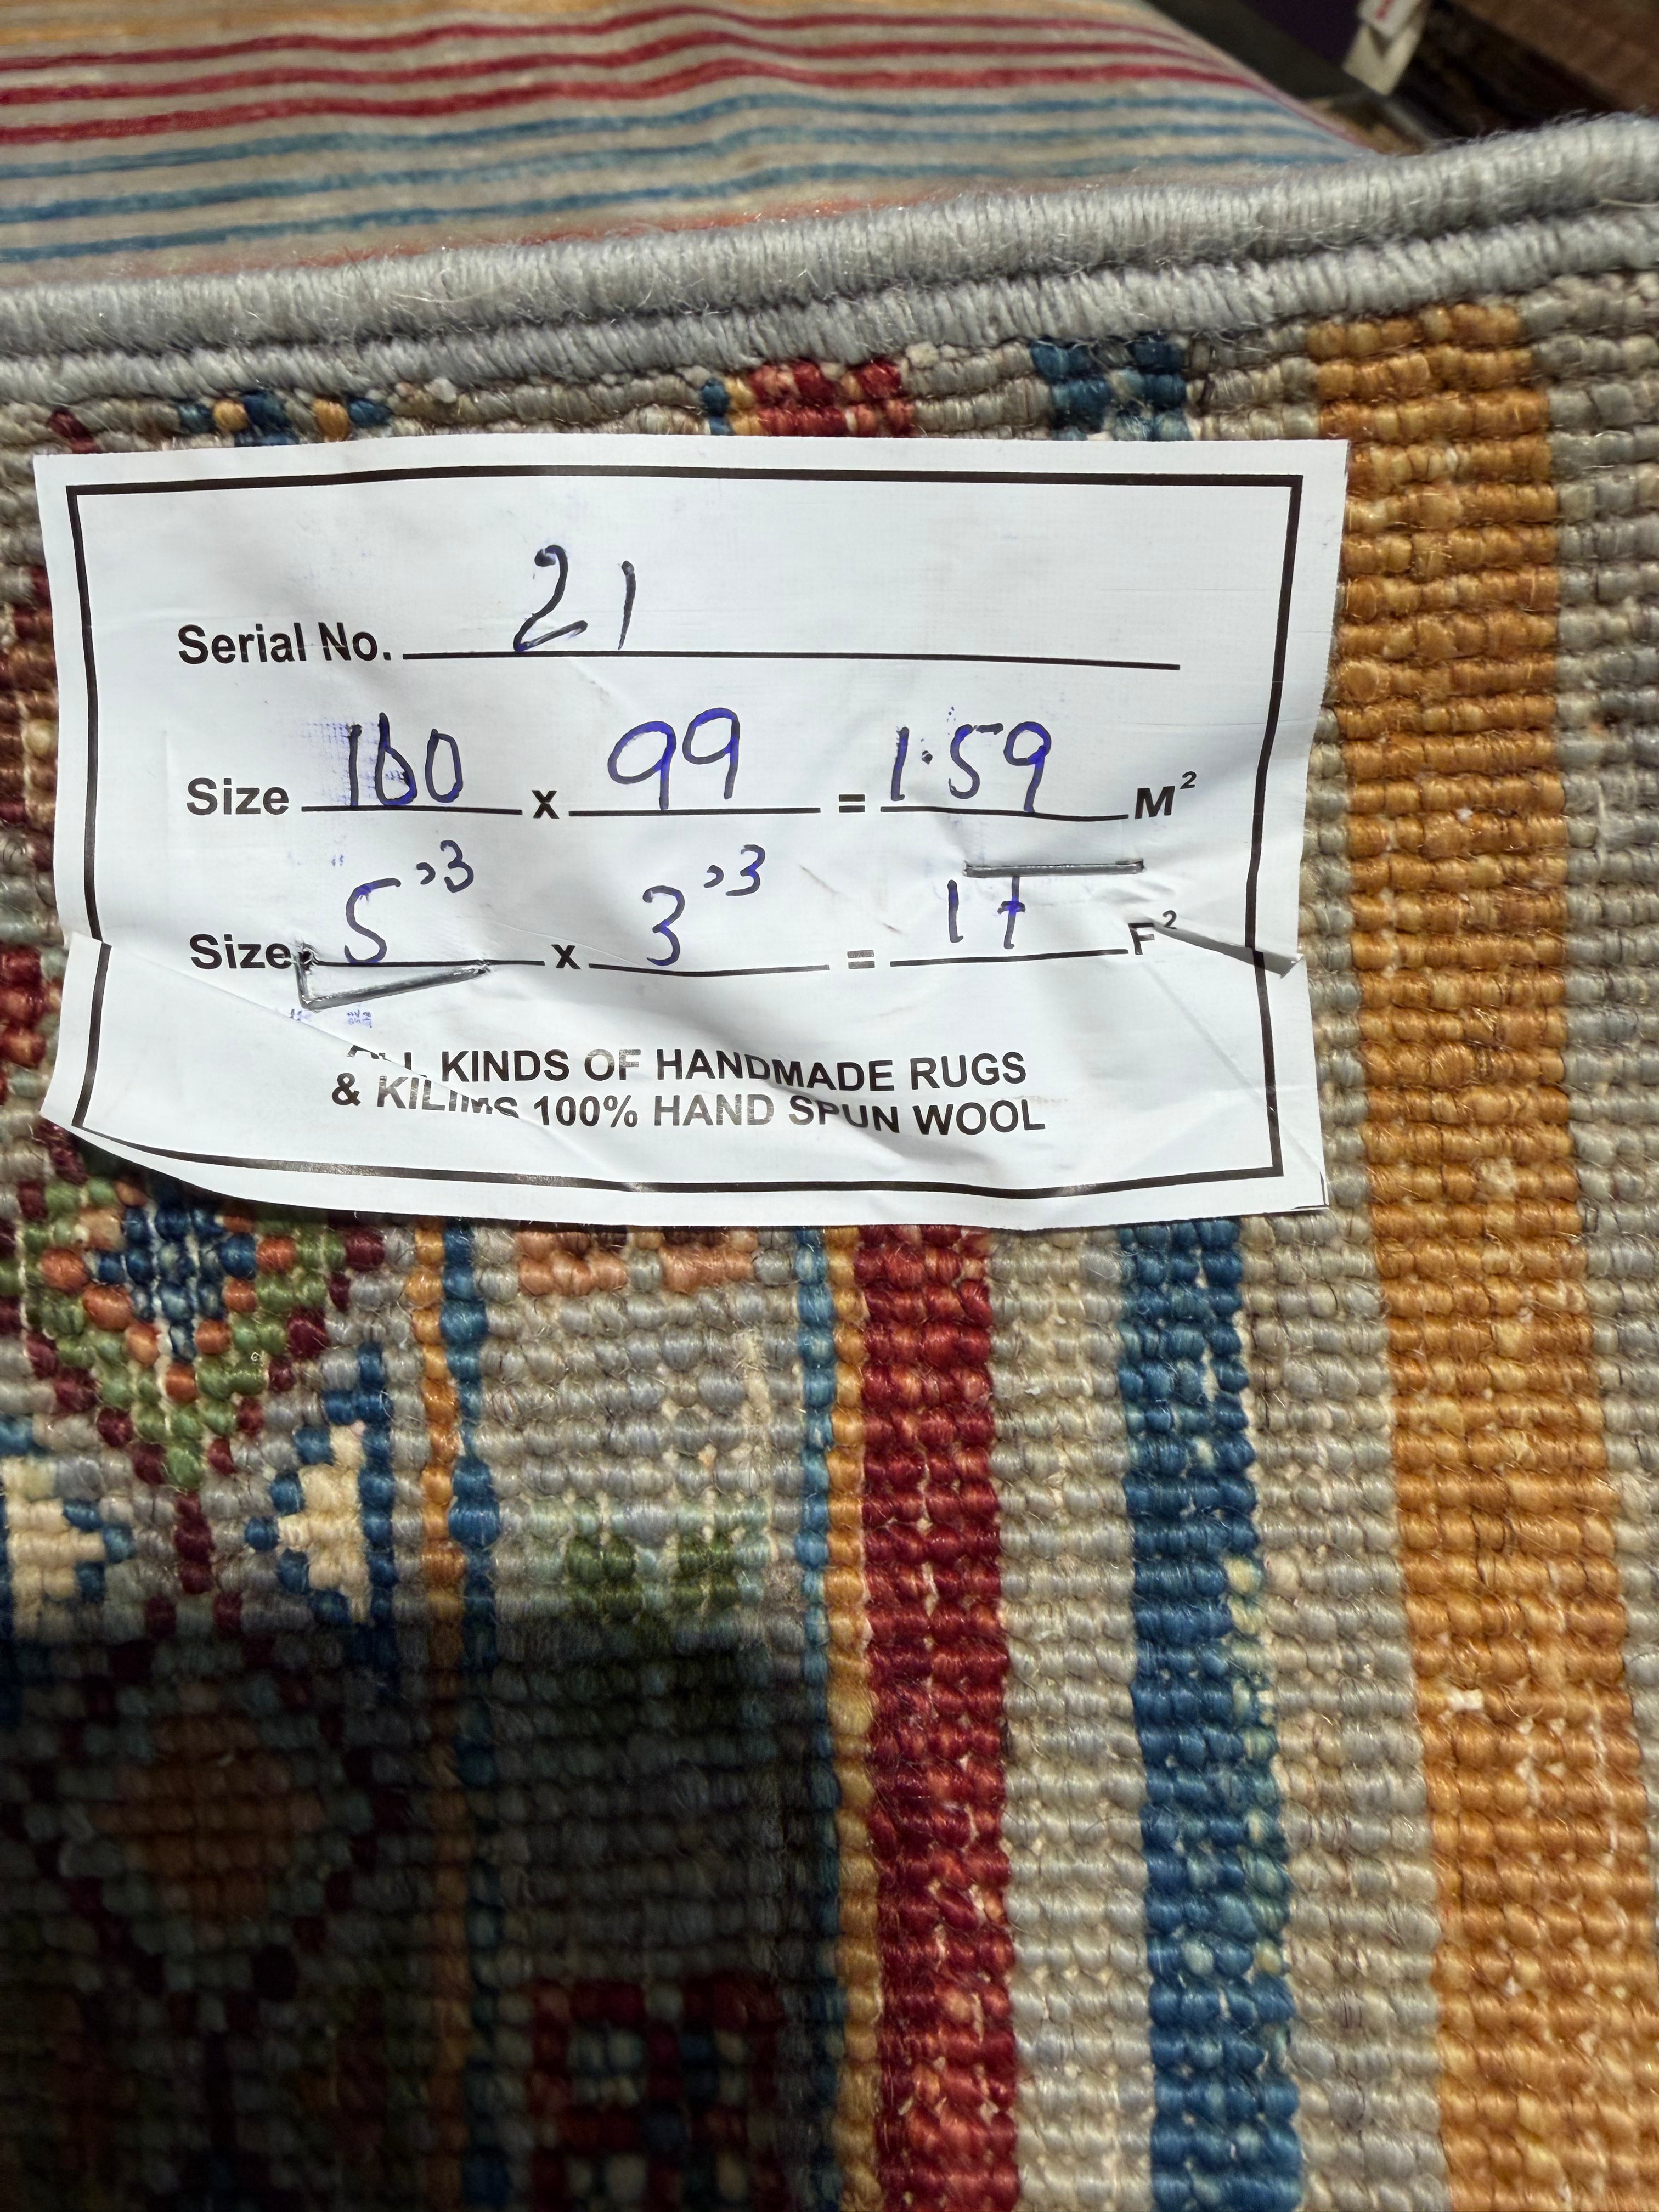 Serial No. 21
Size 160 x 99 = 1.59 M²
Size 5'3 x 3'3 = 17 F²
ALL KINDS OF HANDMADE RUGS
& KILIMS 100% HAND SPUN WOOL